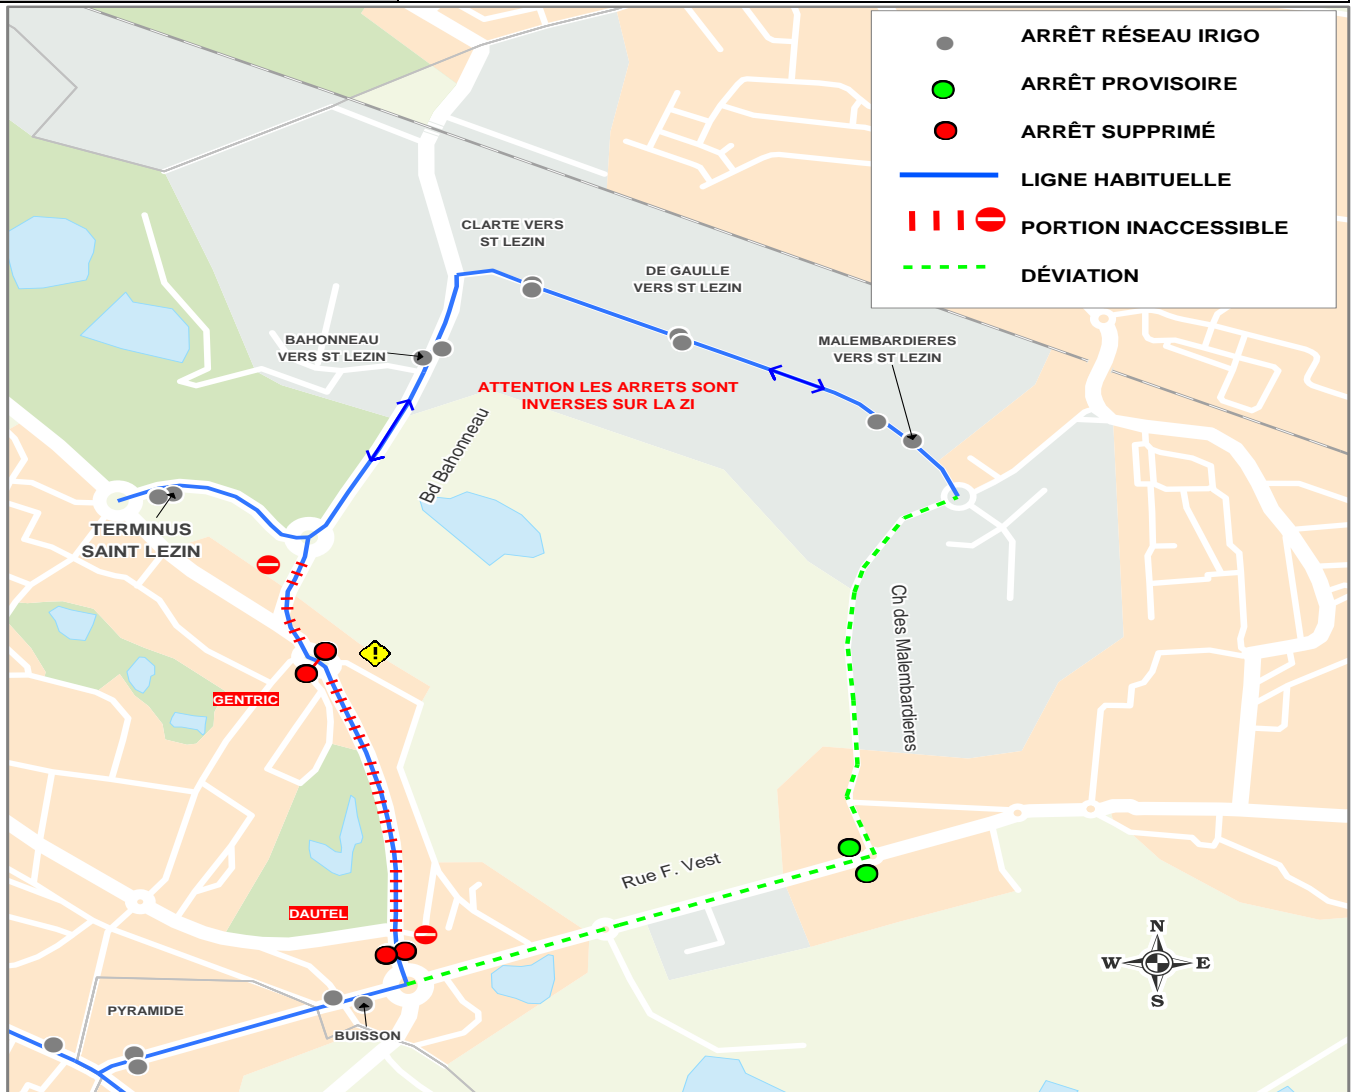 ARRÊT RÉSEAU IRIGO
ARRÊT PROVISOIRE
ARRÊT SUPPRIMÉ
LIGNE HABITUELLE
PORTION INACCESSIBLE
DÉVIATION
CLARTE VERS
ST LEZIN
DE GAULLE
VERS ST LEZIN
BAHONNEAU
VERS ST LEZIN
MALEMBARDIERES
VERS ST LEZIN
ATTENTION LES ARRETS SONT
INVERSES SUR LA ZI
Bd Bahonneau
TERMINUS
SAINT LEZIN
Ch des Malembardieres
!
GENTRIC
Rue F. Vest
DAUTEL
N
W E
S
PYRAMIDE
BUISSON